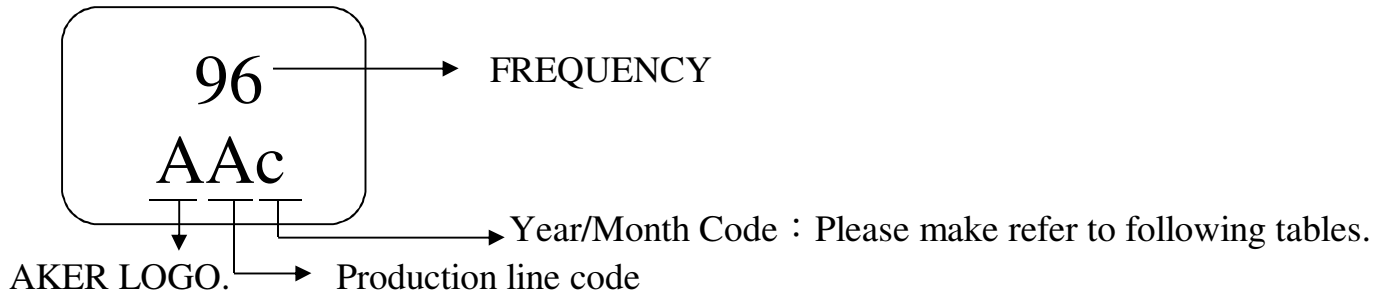 96 FREQUENCY
AAc
Year/Month Code：Please make refer to following tables.
AKER LOGO. Production line code